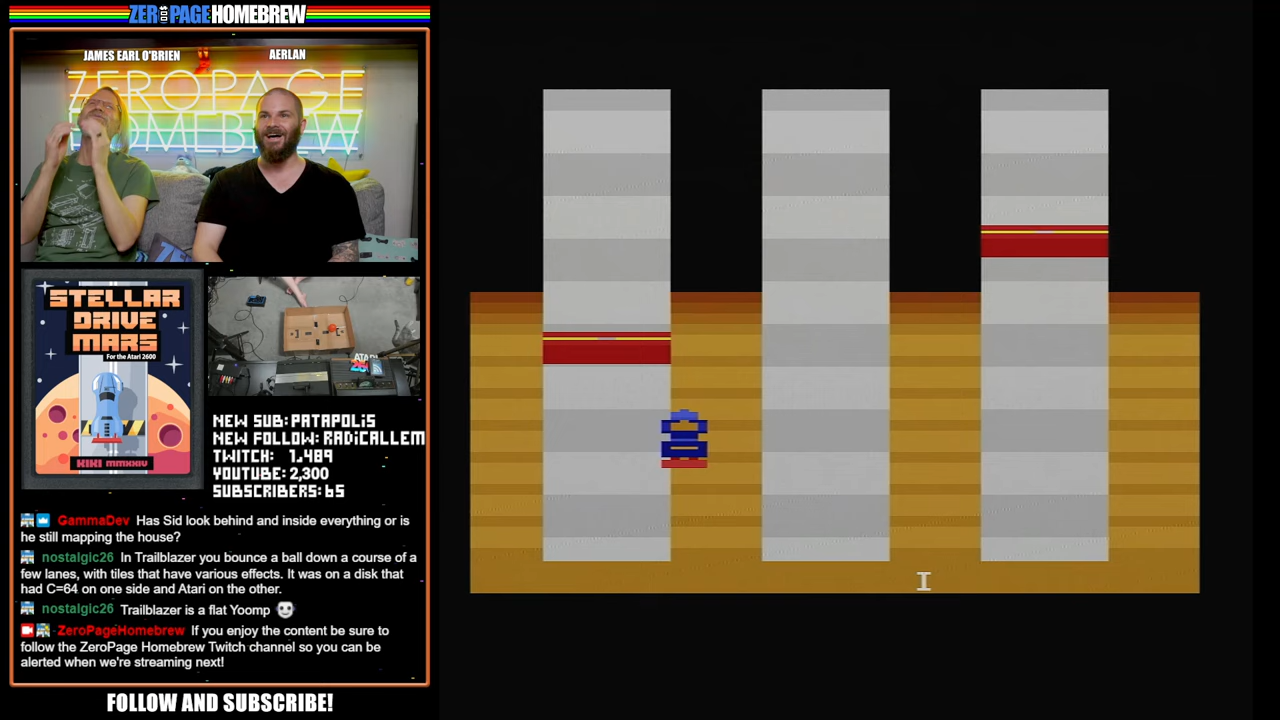 ZEROPAGE HOMEBREW
JAMES EARL O'BRIEN
AERLAN
ZEROPAGE
HOMEBREW
STELLAR
DRIVE
MARS
For the Atari 2600
KIKI MMXXIV
ATARI
NEW SUB: PATAPOLIS
NEW FOLLOW: RADICALLEM
TWITCH: 1,489
YOUTUBE: 2,300
SUBSCRIBERS: 65
GammaDev Has Sid look behind and inside everything or is
he still mapping the house?
nostalgic26 In Trailblazer you bounce a ball down a course of a
few lanes, with tiles that have various effects. It was on a disk that
had C=64 on one side and Atari on the other.
nostalgic26 Trailblazer is a flat Yoomp
ZeroPageHomebrew If you enjoy the content be sure to
follow the ZeroPage Homebrew Twitch channel so you can be
alerted when we're streaming next!
FOLLOW AND SUBSCRIBE!
I